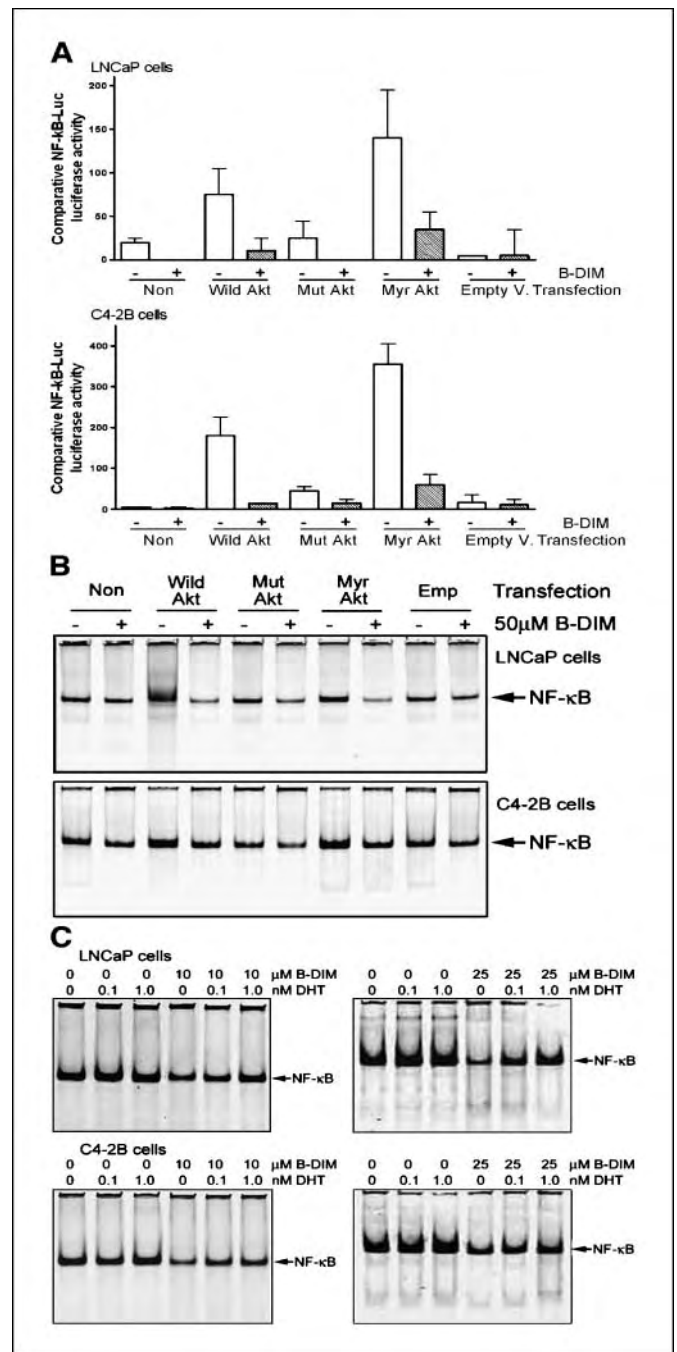 A
LNCaP cells
Comparative NF-kB-Luc
luciferase activity
200
150
100
50
0
- + - + - + - + - + B-DIM
Non Wild Akt Mut Akt Myr Akt Empty V. Transfection
C4-2B cells
Comparative NF-kB-Luc
luciferase activity
400
300
200
100
0
- + - + - + - + - + B-DIM
Non Wild Akt Mut Akt Myr Akt Empty V. Transfection
B
Non Wild Akt Mut Akt Myr Akt Emp Transfection
- + - + - + - + - + 50μM B-DIM
LNCaP cells
NF-κB
C4-2B cells
NF-κB
C
LNCaP cells
0 0 0 10 10 10 μM B-DIM
0 0.1 1.0 0 0.1 1.0 nM DHT
NF-κB
0 0 0 25 25 25 μM B-DIM
0 0.1 1.0 0 0.1 1.0 nM DHT
NF-κB
C4-2B cells
0 0 0 10 10 10 μM B-DIM
0 0.1 1.0 0 0.1 1.0 nM DHT
NF-κB
0 0 0 25 25 25 μM B-DIM
0 0.1 1.0 0 0.1 1.0 nM DHT
NF-κB